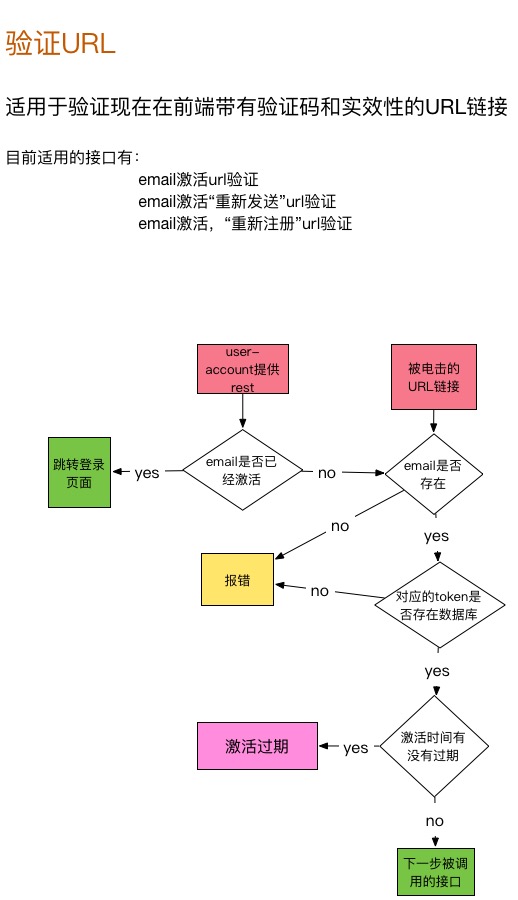 验证URL
适用于验证现在在前端带有验证码和实效性的URL链接
目前适用的接口有：
email激活url验证
email激活“重新发送”url验证
email激活，“重新注册”url验证
user-
account提供
rest
被电击的
URL链接
跳转登录
页面
yes
email是否已
经激活
no
email是否
存在
no
yes
报错
no
对应的token是
否存在数据库
yes
激活过期
yes
激活时间有
没有过期
no
下一步被调
用的接口